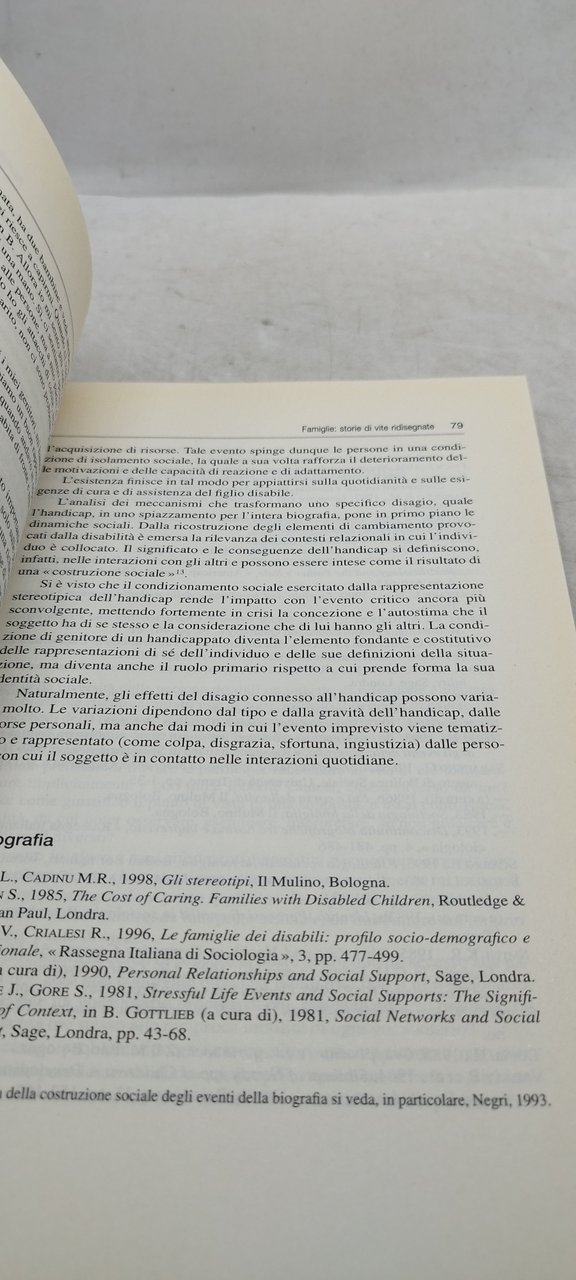 Famiglie: storie di vite ridisegnate 79
l'acquisizione di risorse. Tale evento spinge dunque le persone in una condi-
zione di isolamento sociale, la quale a sua volta rafforza il deterioramento del-
le motivazioni e delle capacità di reazione e di adattamento.
L'esistenza finisce in tal modo per appiattirsi sulla quotidianità e sulle esi-
genze di cura e di assistenza del figlio disabile.
L'analisi dei meccanismi che trasformano uno specifico disagio, quale
l'handicap, in uno spiazzamento per l'intera biografia, pone in primo piano le
dinamiche sociali. Dalla ricostruzione degli elementi di cambiamento provo-
cati dalla disabilità è emersa la rilevanza dei contesti relazionali in cui l'indivi-
duo è collocato. Il significato e le conseguenze dell'handicap si definiscono,
infatti, nelle interazioni con gli altri e possono essere intese come il risultato di
una «costruzione sociale»¹³.
Si è visto che il condizionamento sociale esercitato dalla rappresentazione
stereotipica dell'handicap rende l'impatto con l'evento critico ancora più
sconvolgente, mettendo fortemente in crisi la concezione e l'autostima che il
soggetto ha di se stesso e la considerazione che di lui hanno gli altri. La condi-
zione di genitore di un handicappato diventa l'elemento fondante e costitutivo
delle rappresentazioni di sé dell'individuo e delle sue definizioni della situa-
zione, ma diventa anche il ruolo primario rispetto a cui prende forma la sua
dentità sociale.
Naturalmente, gli effetti del disagio connesso all'handicap possono varia-
molto. Le variazioni dipendono dal tipo e dalla gravità dell'handicap, dalle
orse personali, ma anche dai modi in cui l'evento imprevisto viene tematiz-
o e rappresentato (come colpa, disgrazia, sfortuna, ingiustizia) dalle perso-
on cui il soggetto è in contatto nelle interazioni quotidiane.
ografia
L., CADINU M.R., 1998, Gli stereotipi, Il Mulino, Bologna.
N S., 1985, The Cost of Caring. Families with Disabled Children, Routledge &
an Paul, Londra.
V., CRIALESI R., 1996, Le famiglie dei disabili: profilo socio-demografico e
ionale, «Rassegna Italiana di Sociologia», 3, pp. 477-499.
a cura di), 1990, Personal Relationships and Social Support, Sage, Londra.
E J., GORE S., 1981, Stressful Life Events and Social Supports: The Signifi-
of Context, in B. GOTTLIEB (a cura di), 1981, Social Networks and Social
t, Sage, Londra, pp. 43-68.
della costruzione sociale degli eventi della biografia si veda, in particolare, Negri, 1993.